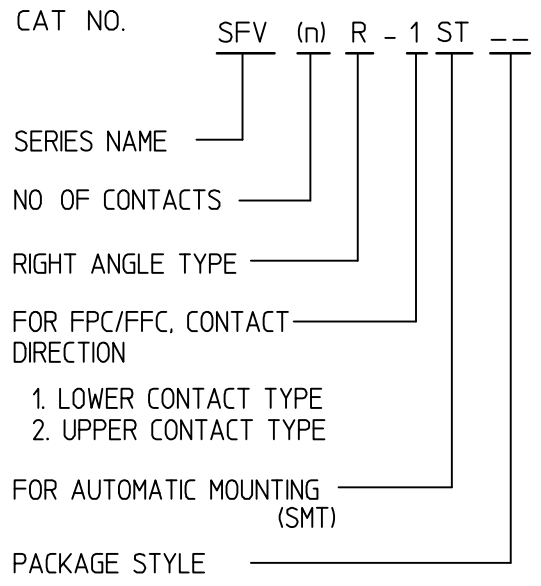 CAT NO.
SFV (n) R - 1 ST _ _
SERIES NAME
NO OF CONTACTS
RIGHT ANGLE TYPE
FOR FPC/FFC, CONTACT
DIRECTION
1. LOWER CONTACT TYPE
2. UPPER CONTACT TYPE
FOR AUTOMATIC MOUNTING
(SMT)
PACKAGE STYLE